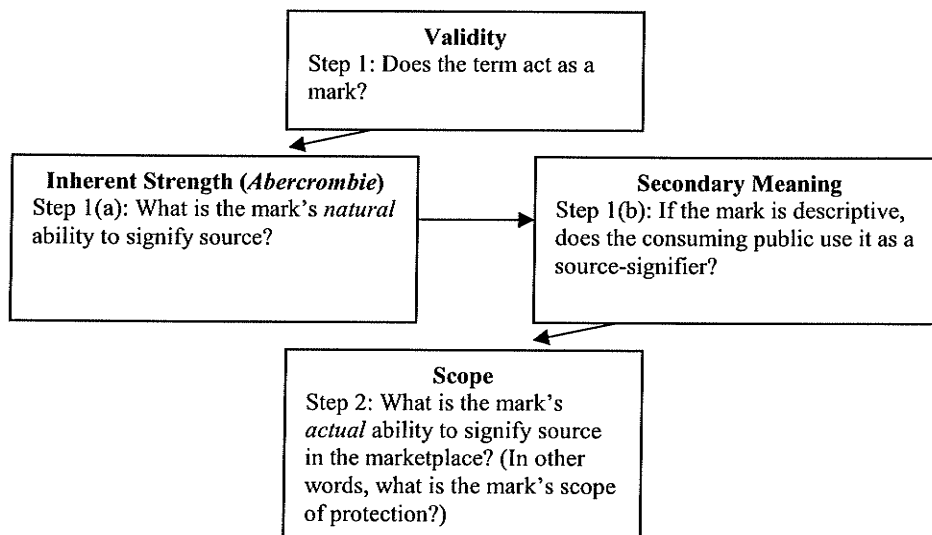 Validity
Step 1: Does the term act as a
mark?
Inherent Strength (Abercrombie)
Step 1(a): What is the mark's natural
ability to signify source?
Secondary Meaning
Step 1(b): If the mark is descriptive,
does the consuming public use it as a
source-signifier?
Scope
Step 2: What is the mark's
actual ability to signify source
in the marketplace? (In other
words, what is the mark's scope
of protection?)